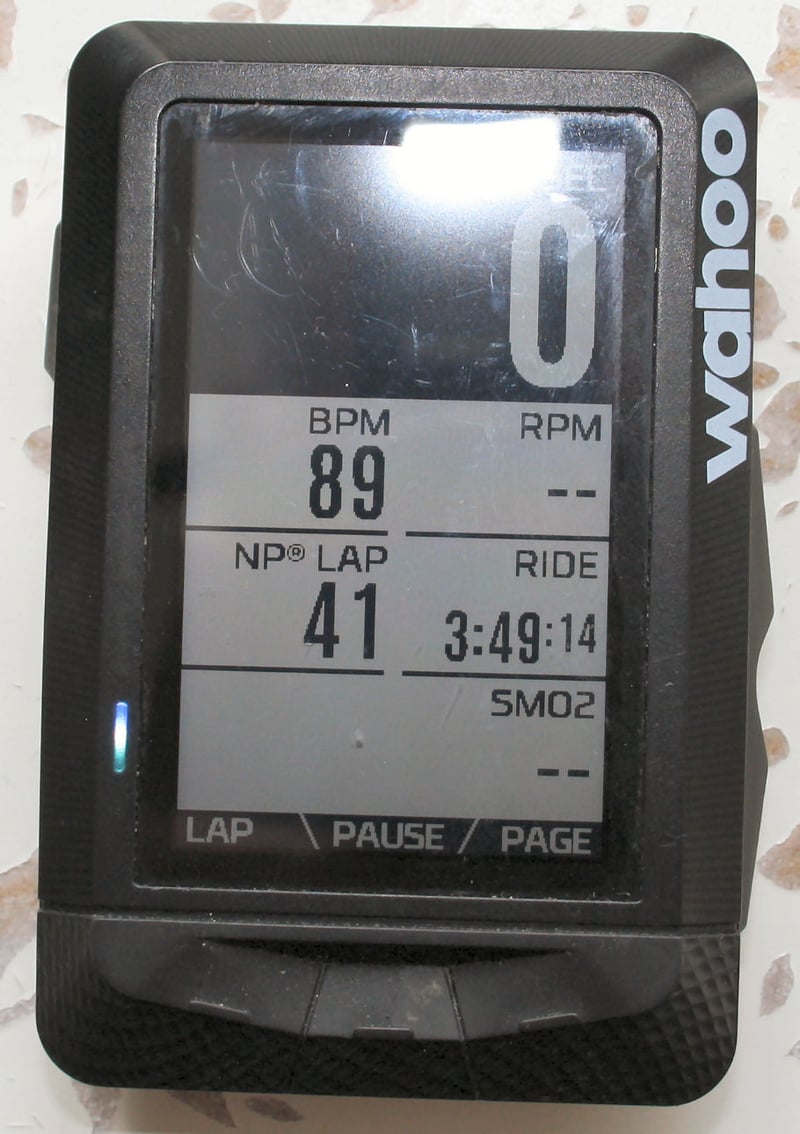 0
BPM RPM
89 --
NP® LAP RIDE
41 3:49:14
SMO2
--
LAP \ PAUSE / PAGE
wahoo